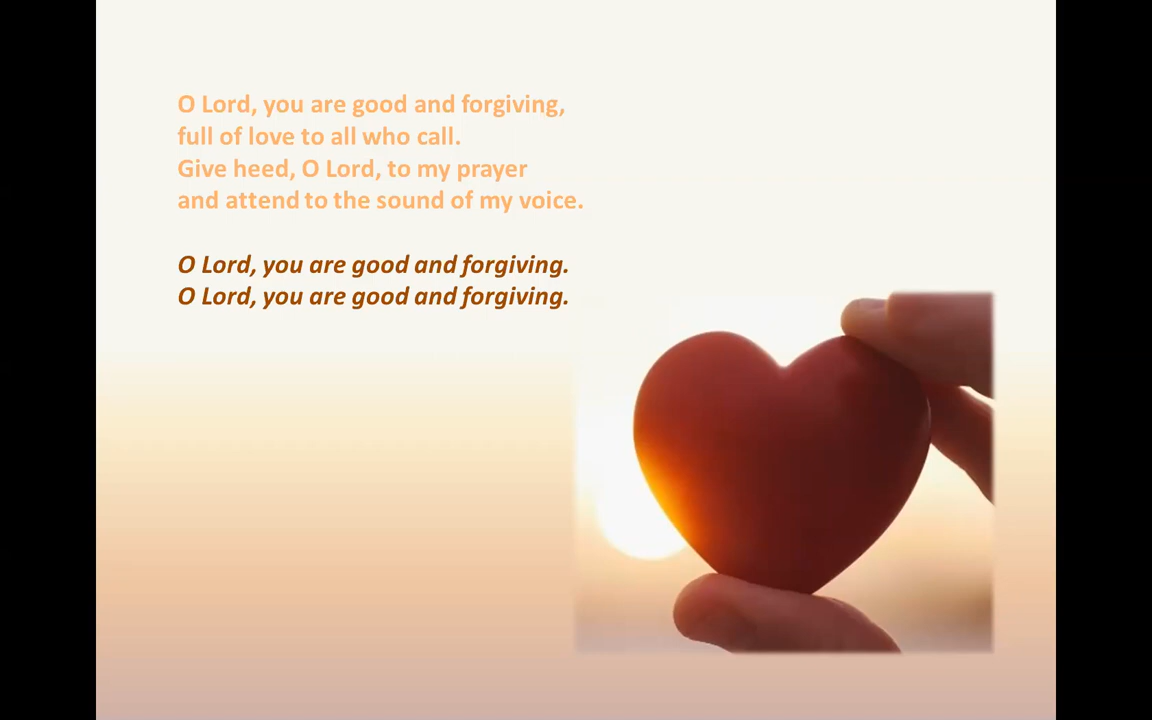 O Lord, you are good and forgiving,
full of love to all who call.
Give heed, O Lord, to my prayer
and attend to the sound of my voice.
O Lord, you are good and forgiving.
O Lord, you are good and forgiving.